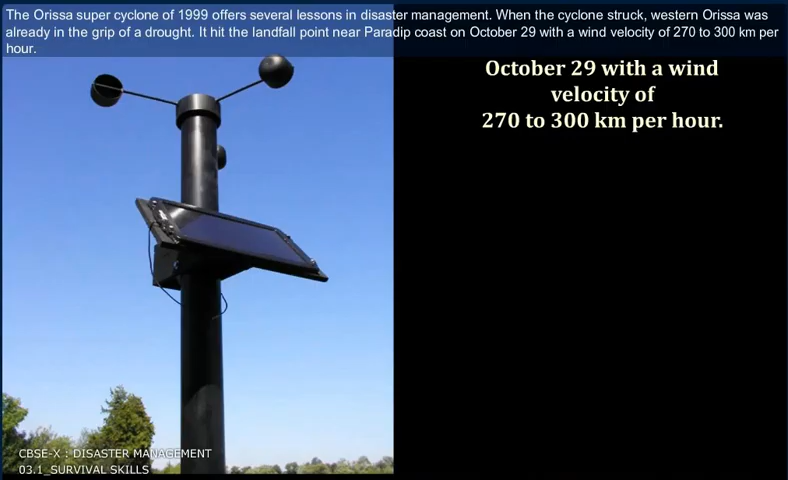 The Orissa super cyclone of 1999 offers several lessons in disaster management. When the cyclone struck, western Orissa was
already in the grip of a drought. It hit the landfall point near Paradip coast on October 29 with a wind velocity of 270 to 300 km per
hour.
October 29 with a wind
velocity of
270 to 300 km per hour.
CBSE-X : DISASTER MANAGEMENT
03.1_SURVIVAL SKILLS